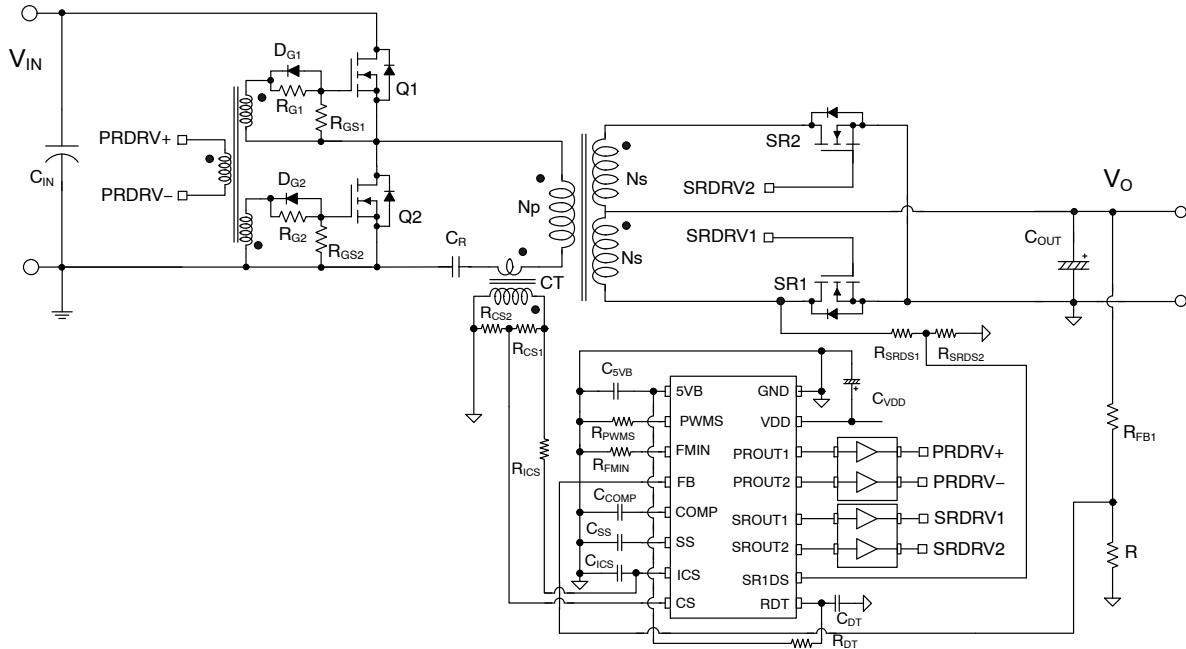 VIN
CIN
PRDRV+
PRDRV−
DG1
RG1
RGS1
Q1
DG2
RG2
RGS2
Q2
CR
CT
Np
Ns
Ns
SR2
SRDRV2
SRDRV1
SR1
VO
COUT
RCS2
RCS1
RSRDS1
RSRDS2
RICS
C5VB
RPWMS
RFMIN
CCOMP
CSS
CICS
5VB
PWMS
FMIN
FB
COMP
SS
ICS
CS
GND
VDD
PROUT1
PROUT2
SROUT1
SROUT2
SR1DS
RDT
CVDD
PRDRV+
PRDRV−
SRDRV1
SRDRV2
CDT
RDT
RFB1
R